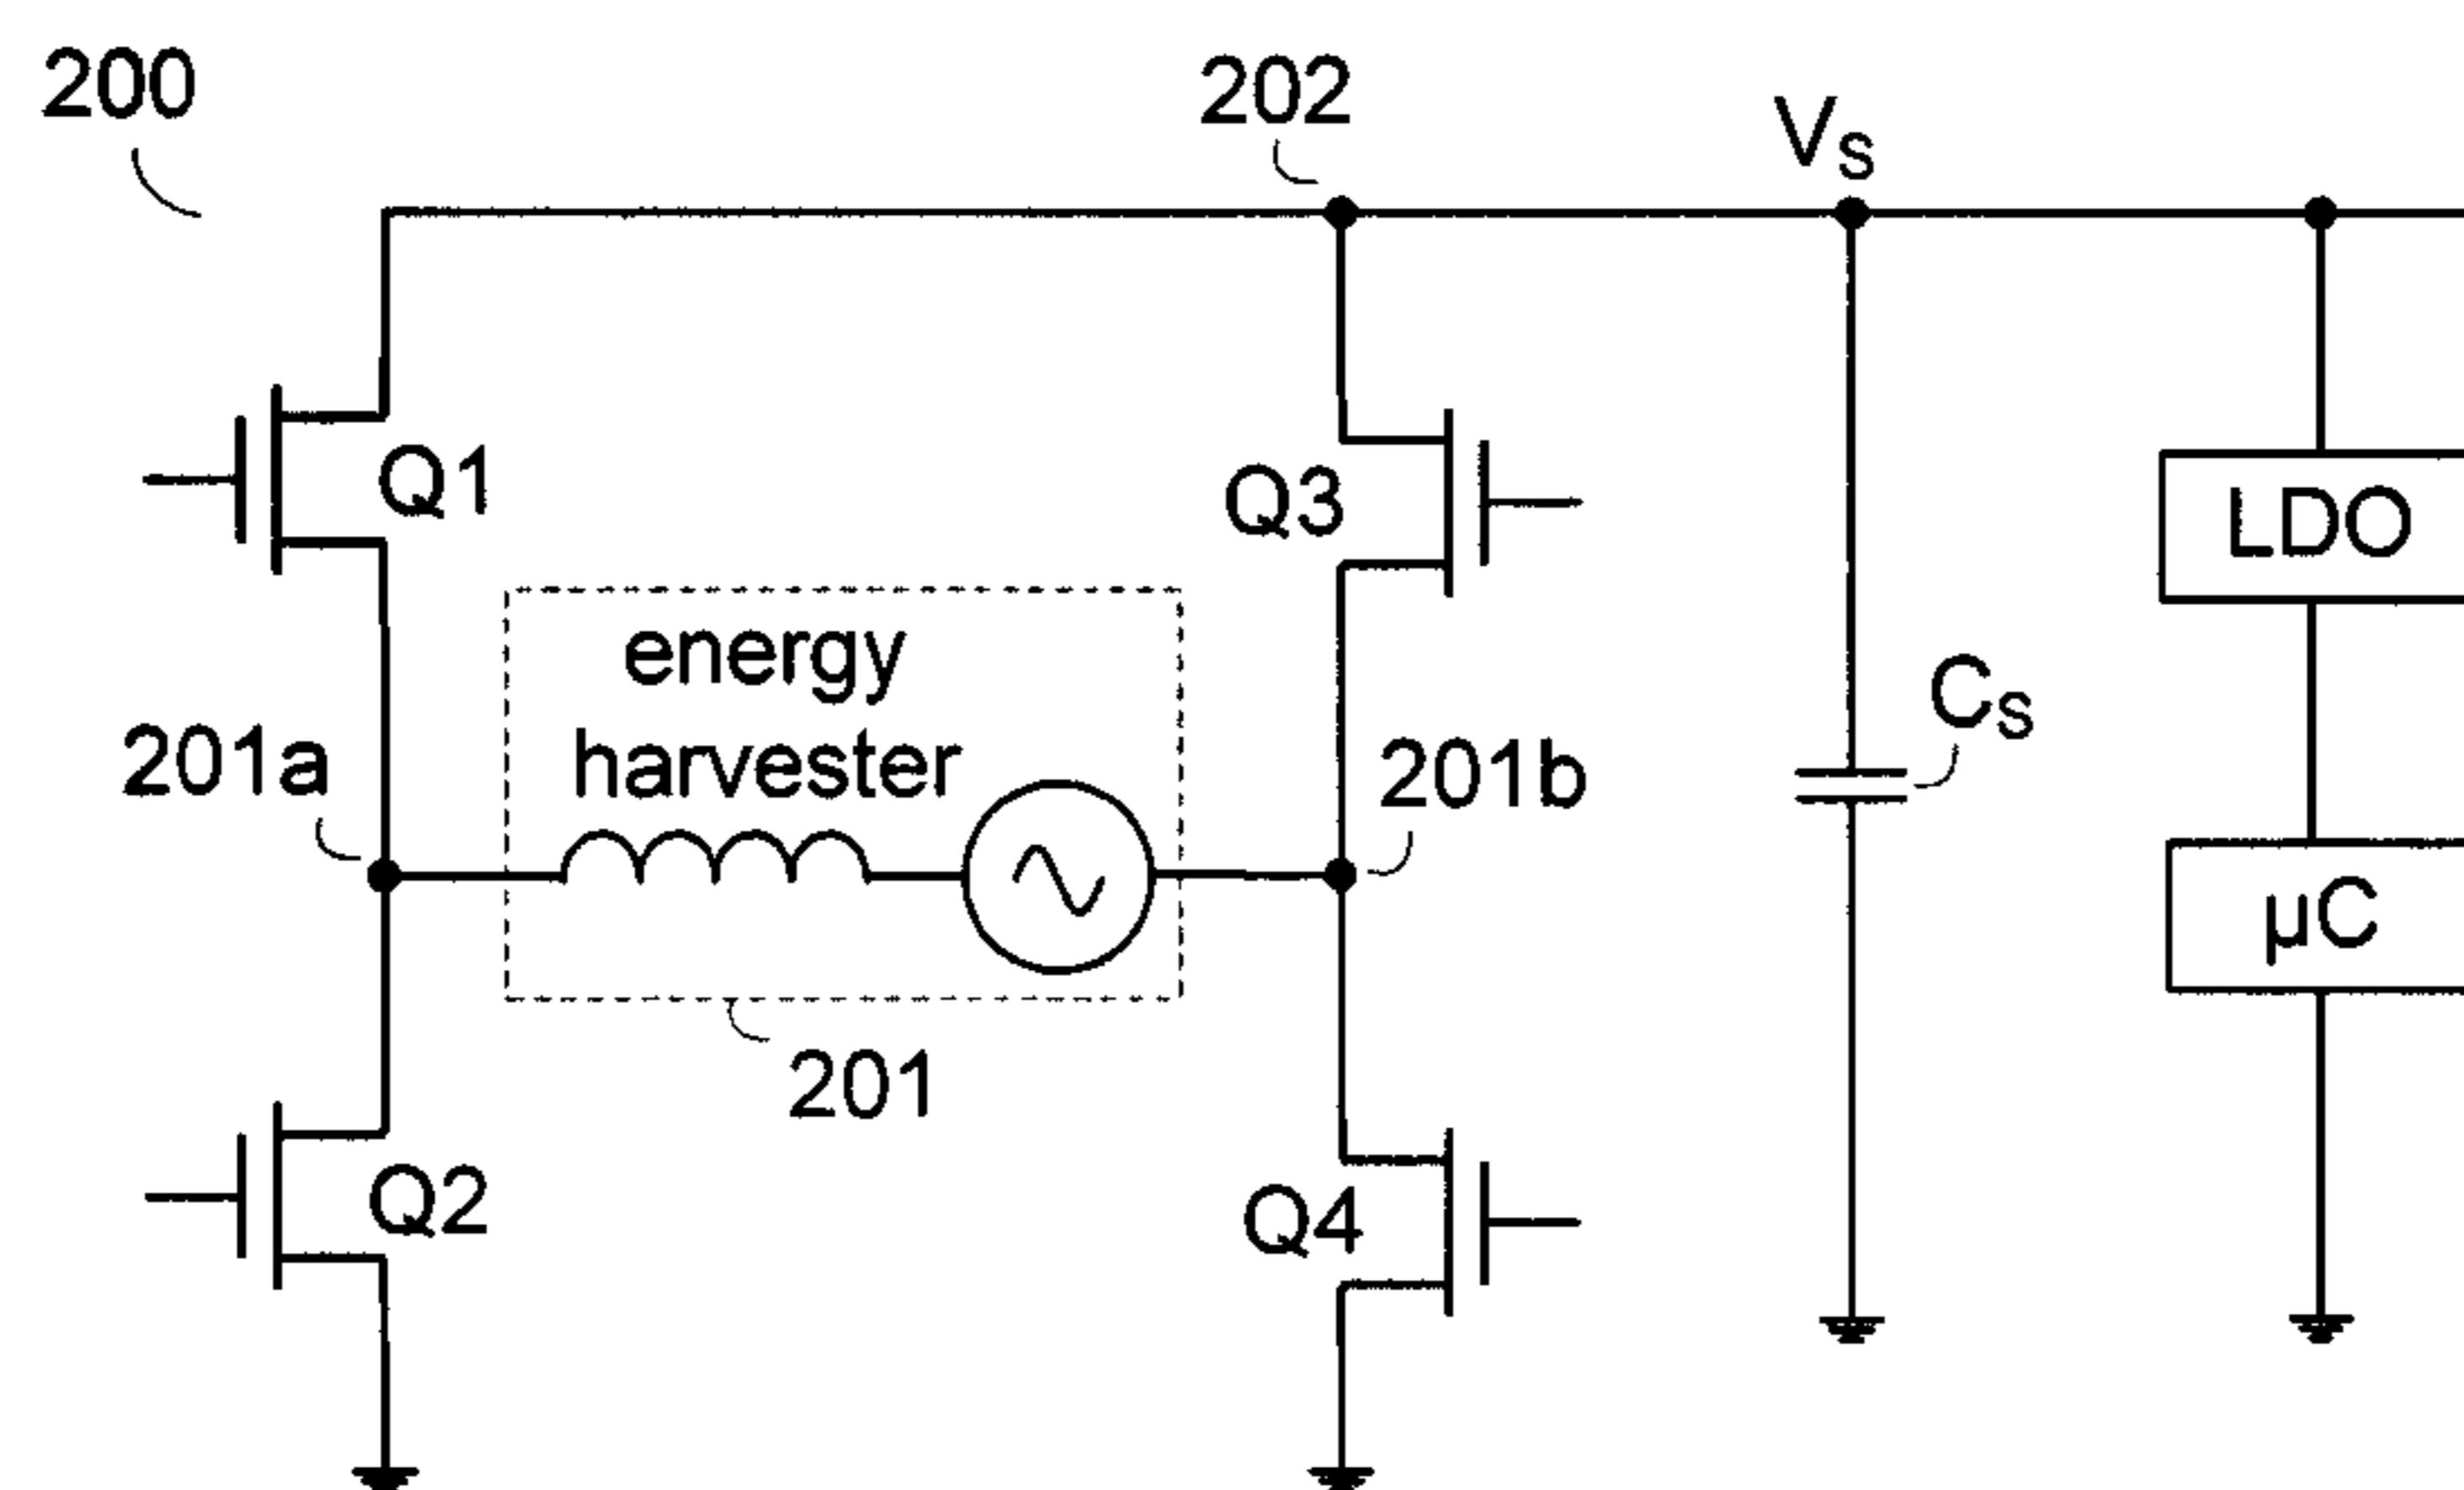 200
202
Vs
Q1
Q3
LDO
energy
harvester
201a
201b
Cs
µC
201
Q2
Q4